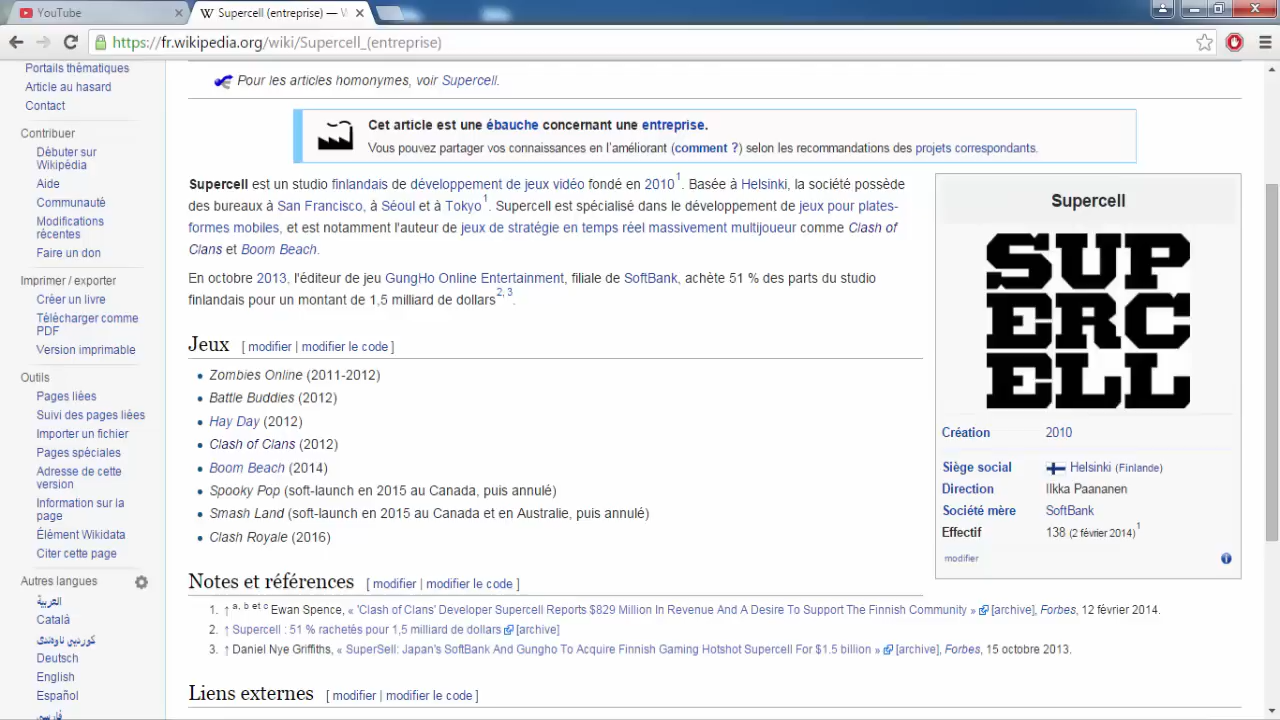 YouTube
Supercell (entreprise) — W
https://fr.wikipedia.org/wiki/Supercell_(entreprise)
Portails thématiques
Article au hasard
Contact
Contribuer
Débuter sur
Wikipédia
Aide
Communauté
Modifications
récentes
Faire un don
Imprimer / exporter
Créer un livre
Télécharger comme
PDF
Version imprimable
Outils
Pages liées
Suivi des pages liées
Importer un fichier
Pages spéciales
Adresse de cette
version
Information sur la
page
Élément Wikidata
Citer cette page
Autres langues
العربية
Català
کوردیی ناوەندی
Deutsch
English
Español
فارسی
Pour les articles homonymes, voir Supercell.
Cet article est une ébauche concernant une entreprise.
Vous pouvez partager vos connaissances en l'améliorant (comment ?) selon les recommandations des projets correspondants.
Supercell est un studio finlandais de développement de jeux vidéo fondé en 2010 1. Basée à Helsinki, la société possède
des bureaux à San Francisco, à Séoul et à Tokyo 1. Supercell est spécialisé dans le développement de jeux pour plates-
formes mobiles, et est notamment l'auteur de jeux de stratégie en temps réel massivement multijoueur comme Clash of
Clans et Boom Beach.
En octobre 2013, l'éditeur de jeu GungHo Online Entertainment, filiale de SoftBank, achète 51 % des parts du studio
finlandais pour un montant de 1,5 milliard de dollars 2, 3.
Jeux [ modifier | modifier le code ]
Zombies Online (2011-2012)
Battle Buddies (2012)
Hay Day (2012)
Clash of Clans (2012)
Boom Beach (2014)
Spooky Pop (soft-launch en 2015 au Canada, puis annulé)
Smash Land (soft-launch en 2015 au Canada et en Australie, puis annulé)
Clash Royale (2016)
Notes et références [ modifier | modifier le code ]
1. ↑ a, b et c Ewan Spence, « 'Clash of Clans' Developer Supercell Reports $829 Million In Revenue And A Desire To Support The Finnish Community » [archive], Forbes, 12 février 2014.
2. ↑ Supercell : 51 % rachetés pour 1,5 milliard de dollars [archive]
3. ↑ Daniel Nye Griffiths, « SuperSell: Japan's SoftBank And Gungho To Acquire Finnish Gaming Hotshot Supercell For $1.5 billion » [archive], Forbes, 15 octobre 2013.
Liens externes [ modifier | modifier le code ]
Supercell
SUP
ERC
ELL
Création 2010
Siège social Helsinki (Finlande)
Direction Ilkka Paananen
Société mère SoftBank
Effectif 138 (2 février 2014) 1
modifier